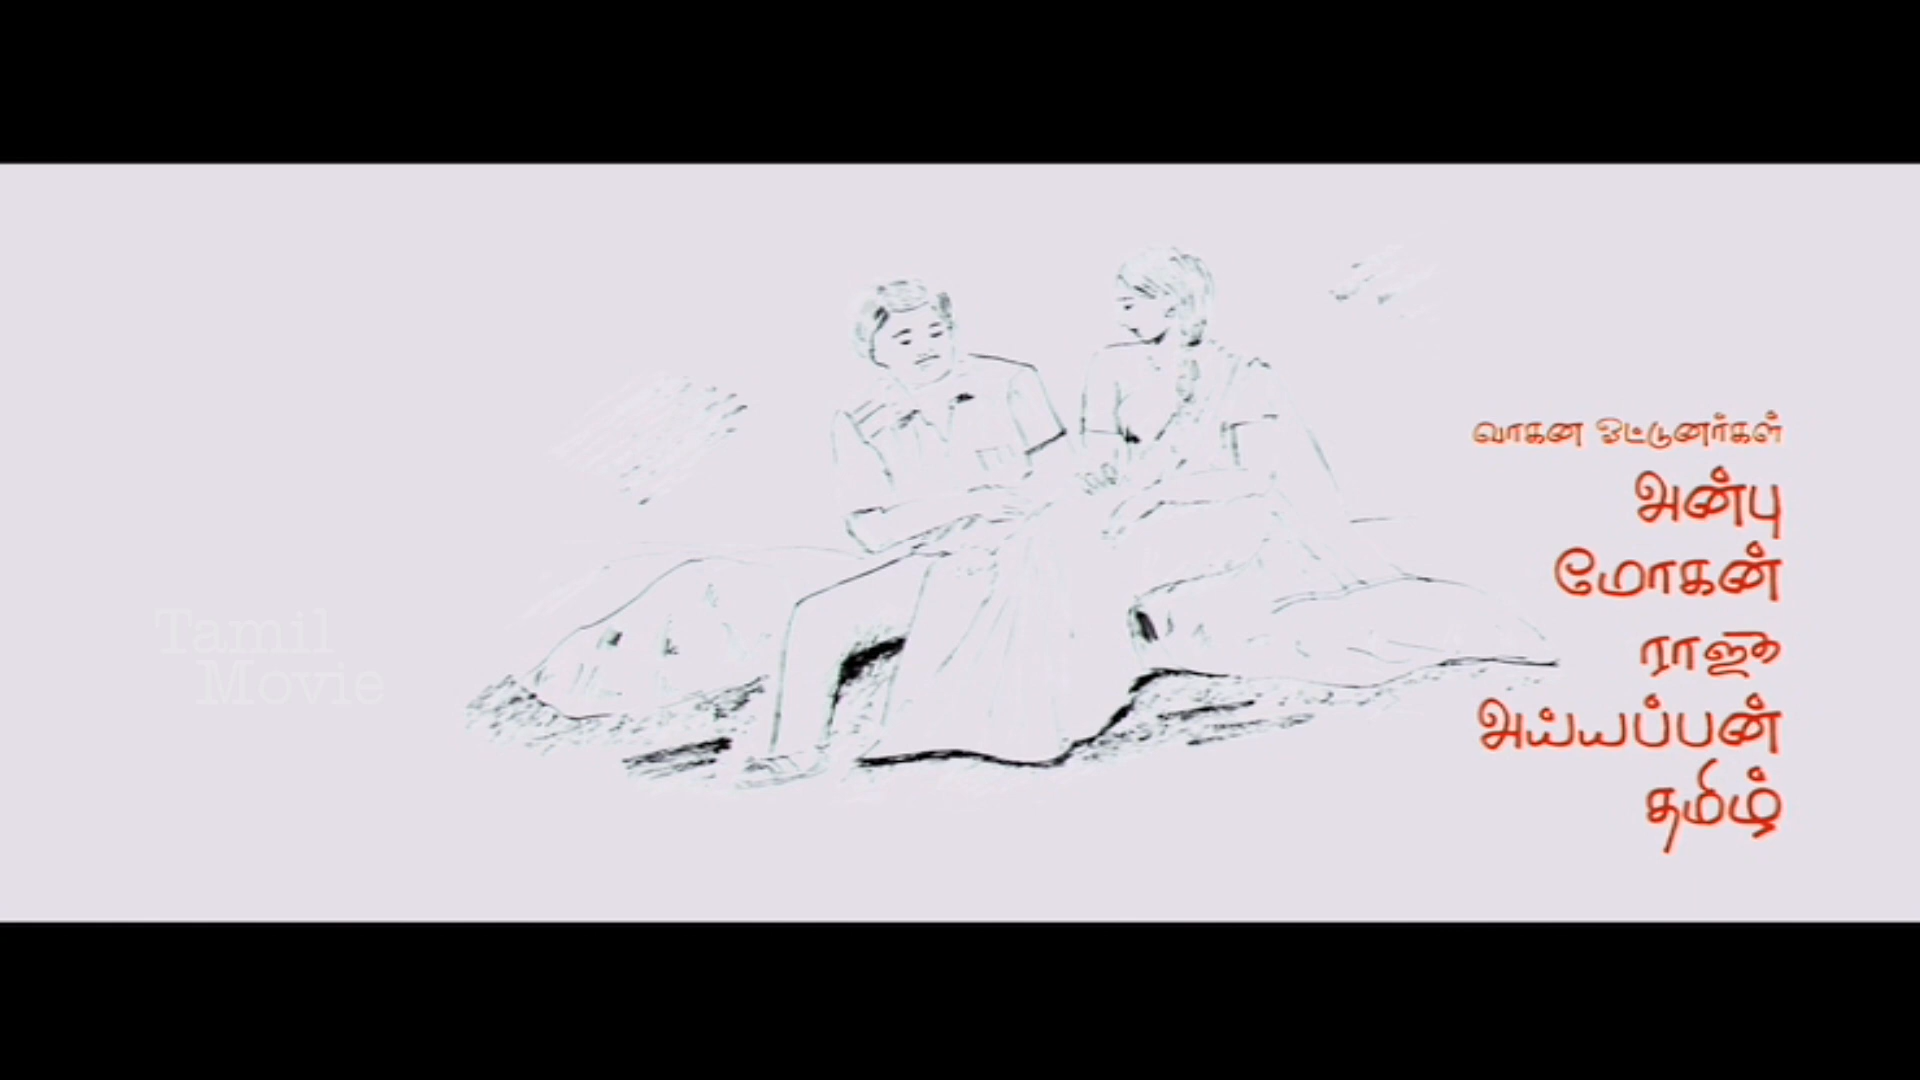 வாகன ஓட்டுனர்கள்
அன்பு
மோகன்
ராஜு
அய்யப்பன்
தமிழ்
Tamil
Movie